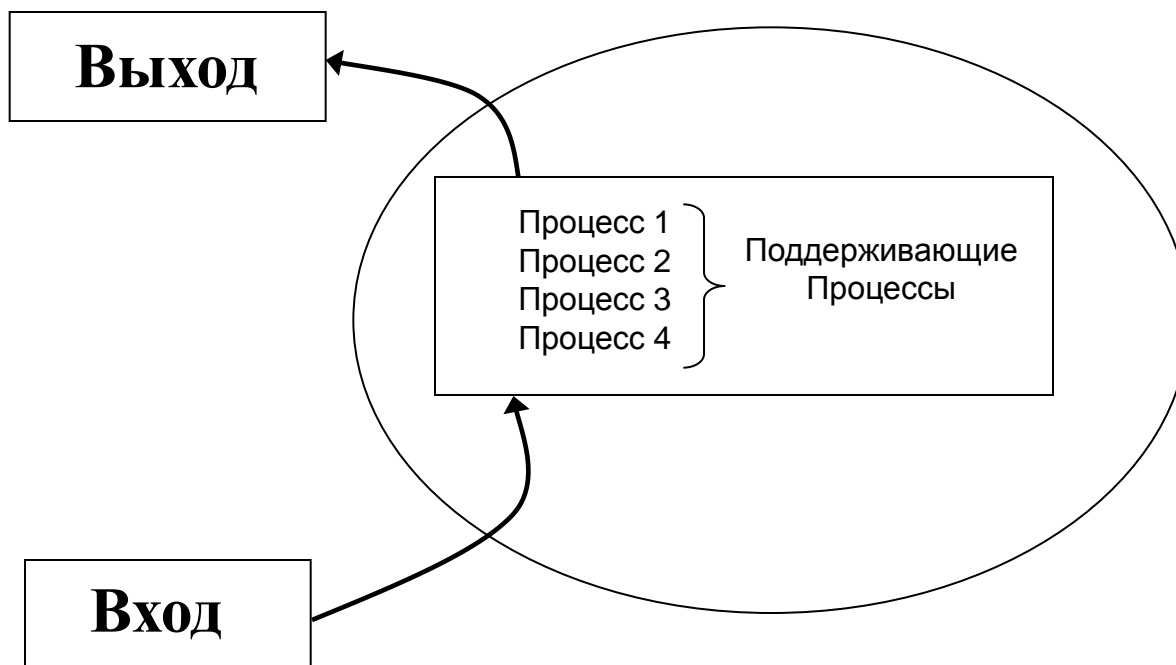 Выход
Процесс 1
Процесс 2
Процесс 3
Процесс 4
Поддерживающие
Процессы
Вход